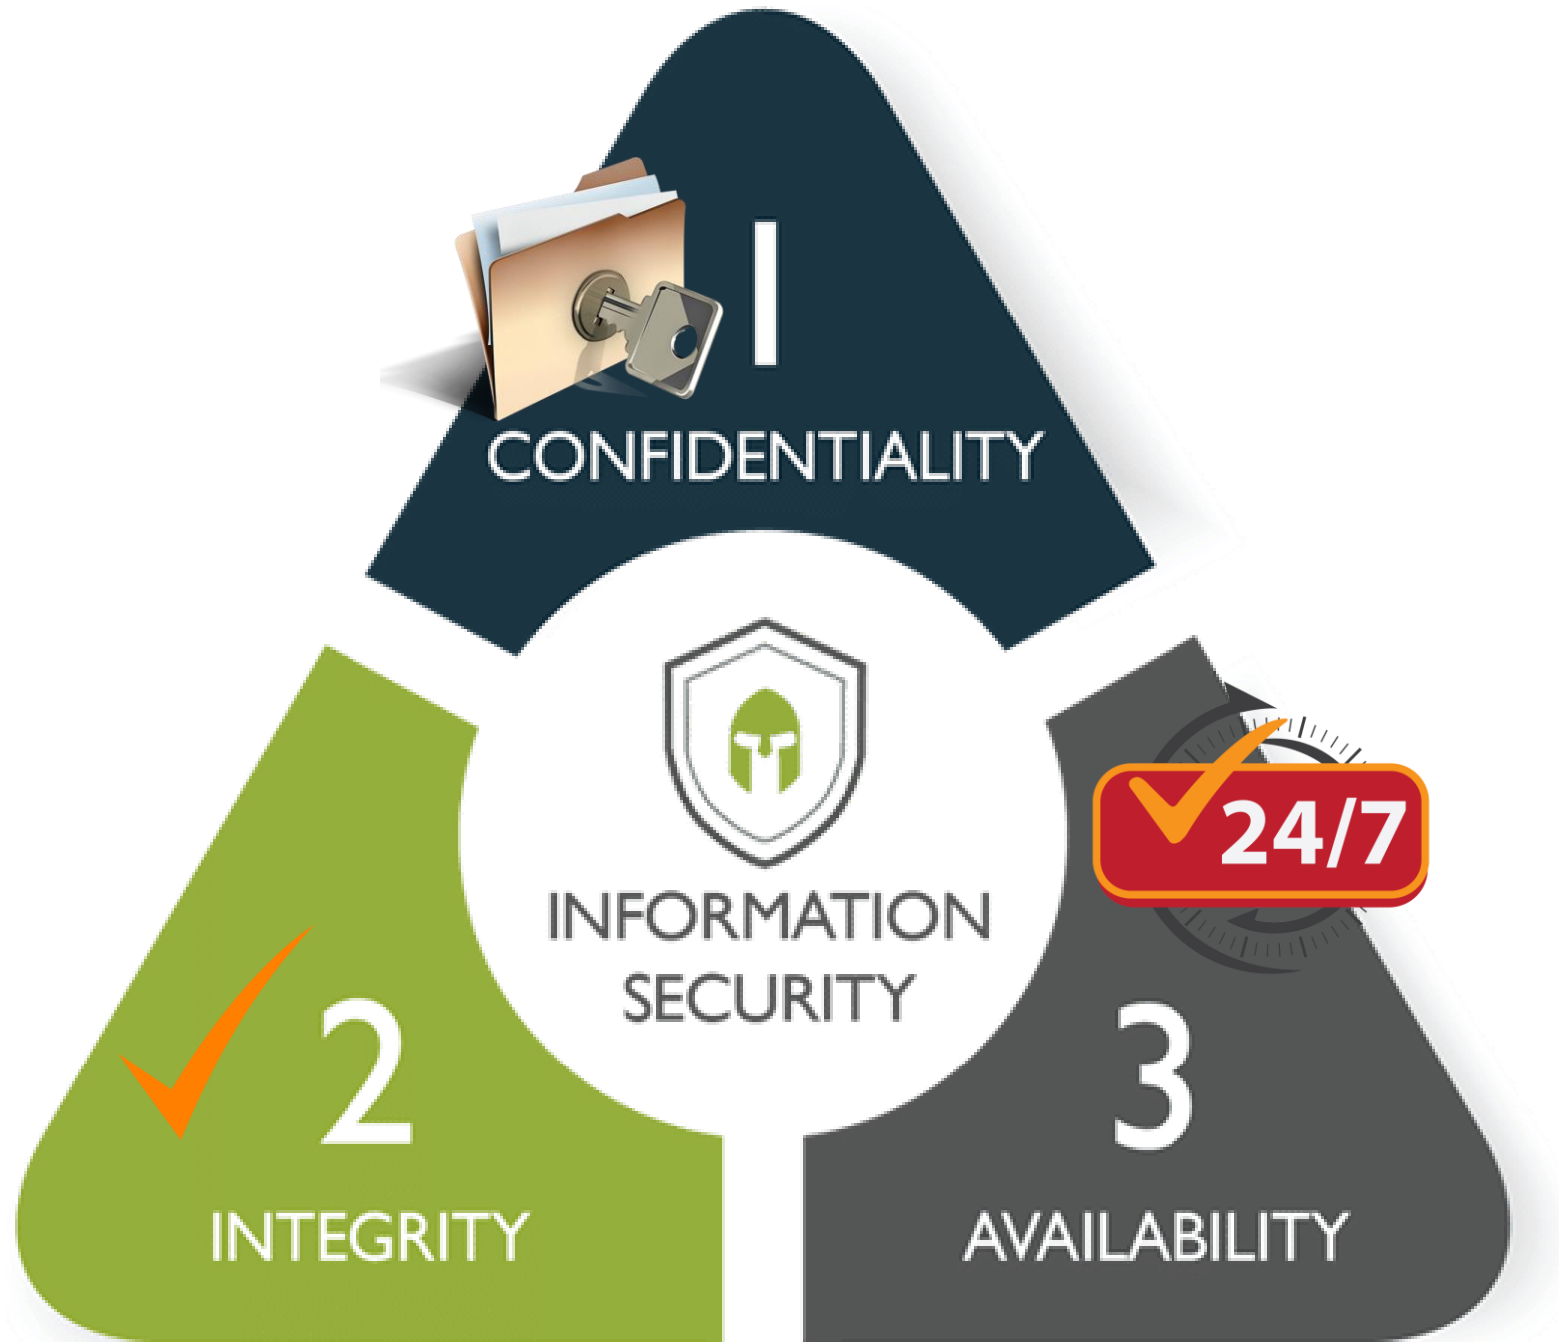 1
CONFIDENTIALITY
INFORMATION
SECURITY
24/7
2
INTEGRITY
3
AVAILABILITY